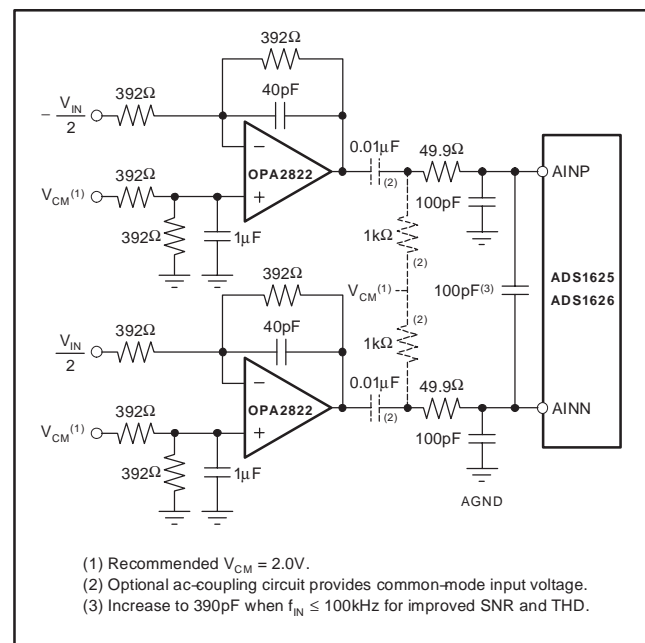 392Ω
40pF
392Ω
− V_IN/2
−
OPA2822
+
392Ω
V_CM(1)
392Ω
1µF
0.01µF
(2)
49.9Ω
100pF
AINP
1kΩ
(2)
V_CM(1)
100pF(3)
ADS1625
ADS1626
(2)
1kΩ
392Ω
40pF
392Ω
V_IN/2
−
OPA2822
+
392Ω
V_CM(1)
392Ω
1µF
0.01µF
(2)
49.9Ω
100pF
AINN
AGND
(1) Recommended V_CM = 2.0V.
(2) Optional ac-coupling circuit provides common-mode input voltage.
(3) Increase to 390pF when f_IN ≤ 100kHz for improved SNR and THD.